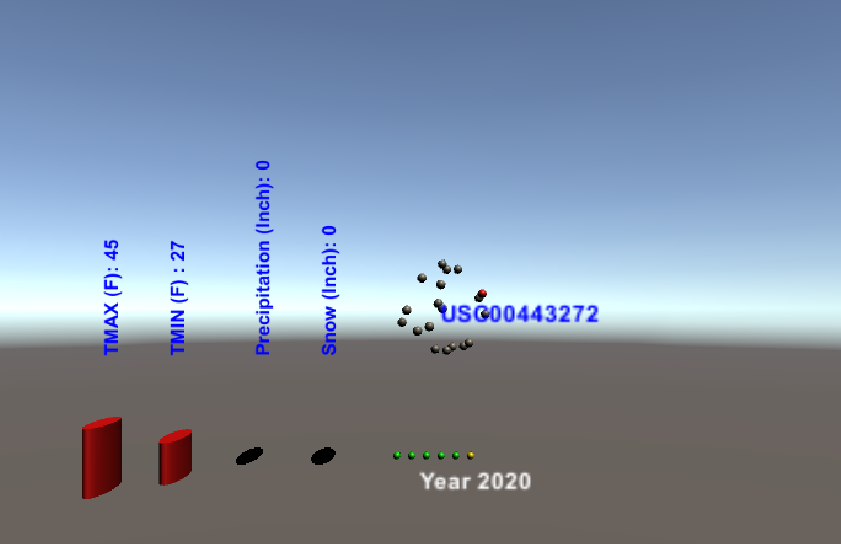 TMAX (F): 45
TMIN (F) : 27
Precipitation (Inch): 0
Snow (Inch): 0
USC00443272
Year 2020